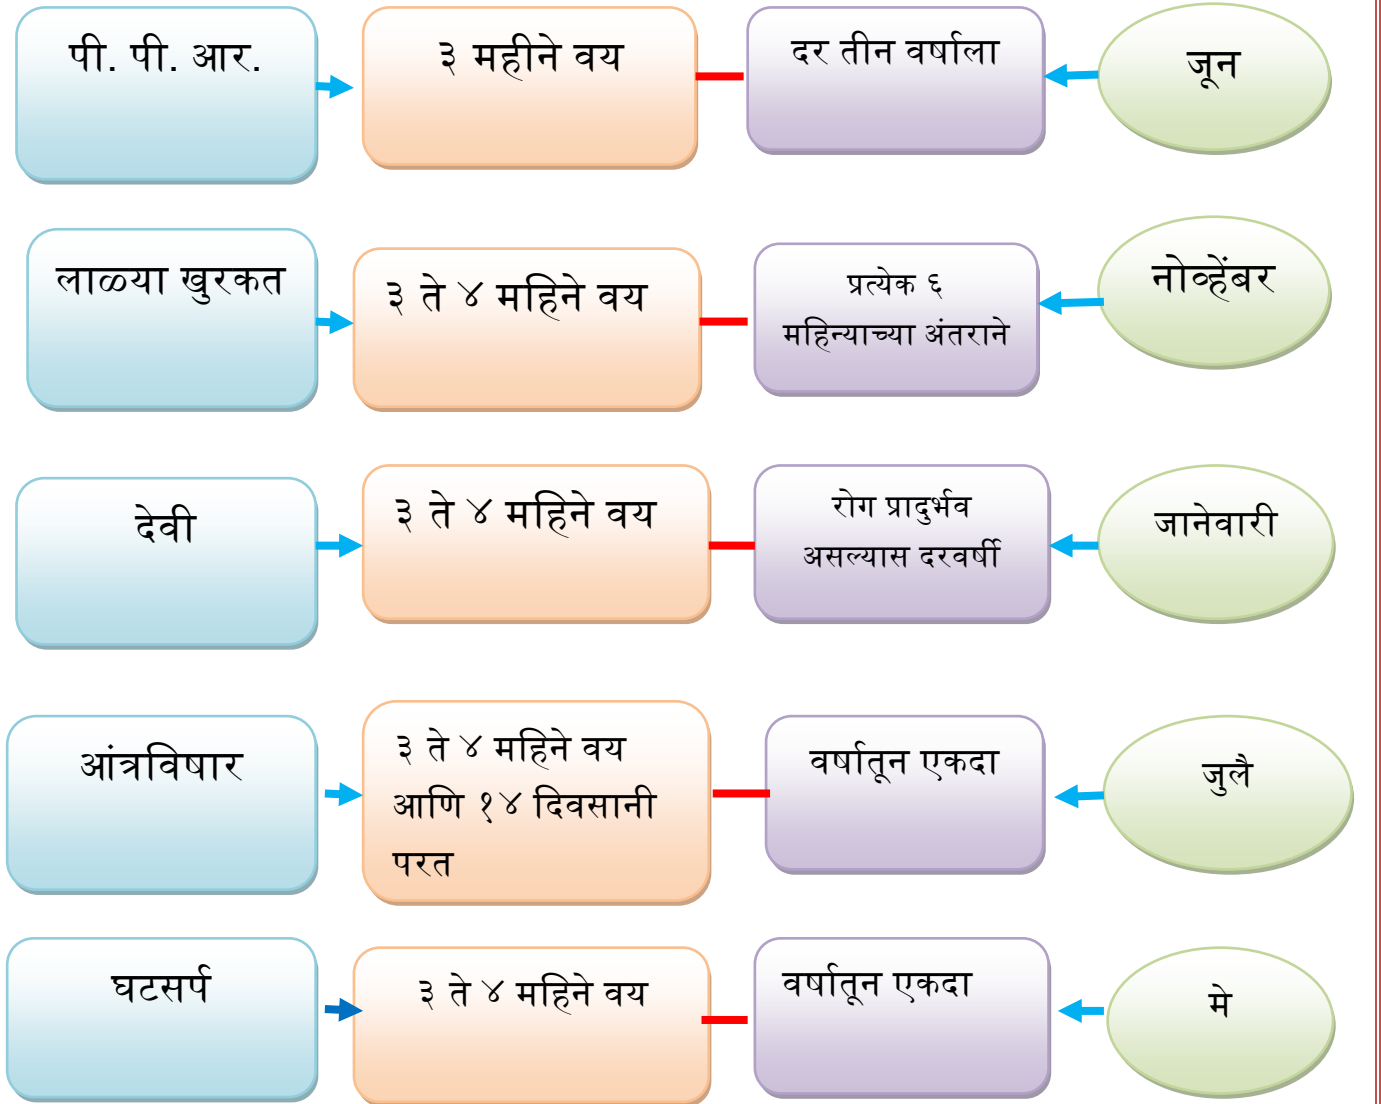 पी. पी. आर.
३ महीने वय
दर तीन वर्षाला
जून
लाळ्या खुरकत
३ ते ४ महिने वय
प्रत्येक ६
महिन्याच्या अंतराने
नोव्हेंबर
देवी
३ ते ४ महिने वय
रोग प्रादुर्भव
असल्यास दरवर्षी
जानेवारी
आंत्रविषार
३ ते ४ महिने वय
आणि १४ दिवसानी
परत
वर्षातून एकदा
जुलै
घटसर्प
३ ते ४ महिने वय
वर्षातून एकदा
मे